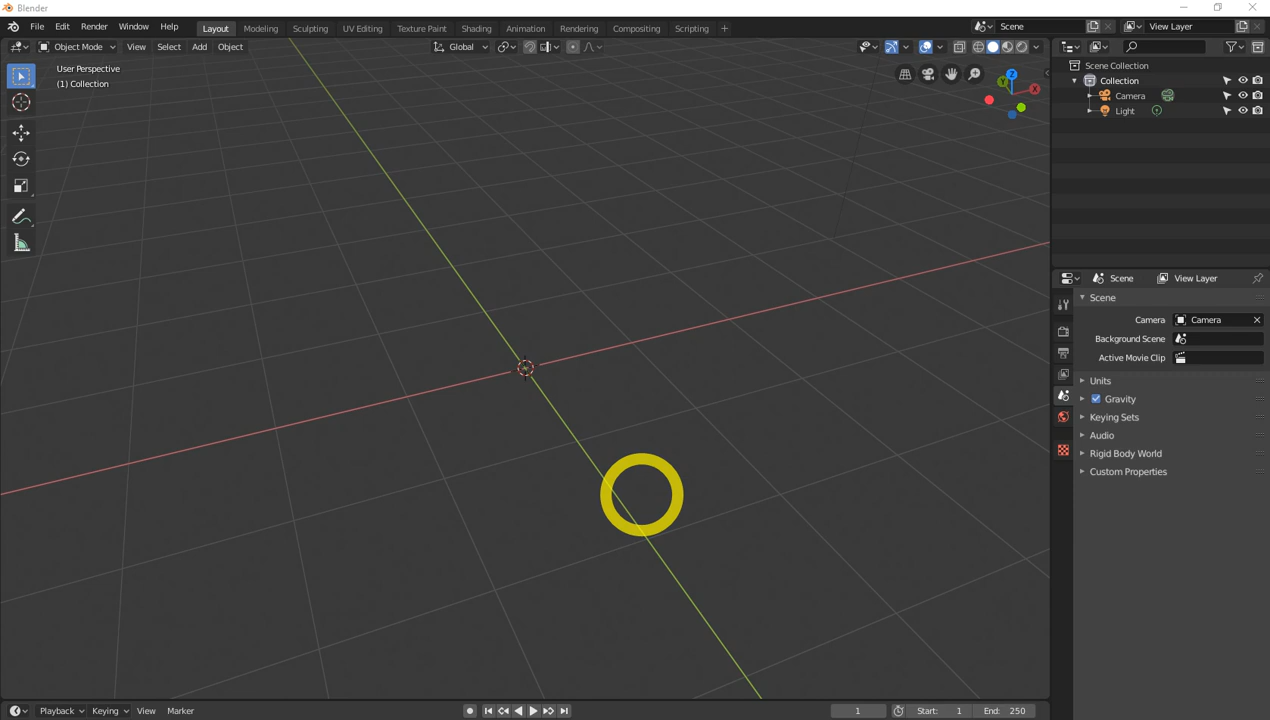 Blender
File Edit Render Window Help Layout Modeling Sculpting UV Editing Texture Paint Shading Animation Rendering Compositing Scripting + Scene View Layer
Object Mode View Select Add Object Global
User Perspective
(1) Collection
Scene Collection
Collection
Camera
Light
Scene View Layer
Scene
Camera Camera
Background Scene
Active Movie Clip
Units
Gravity
Keying Sets
Audio
Rigid Body World
Custom Properties
Z
Y
X
Playback Keying View Marker 1 Start: 1 End: 250